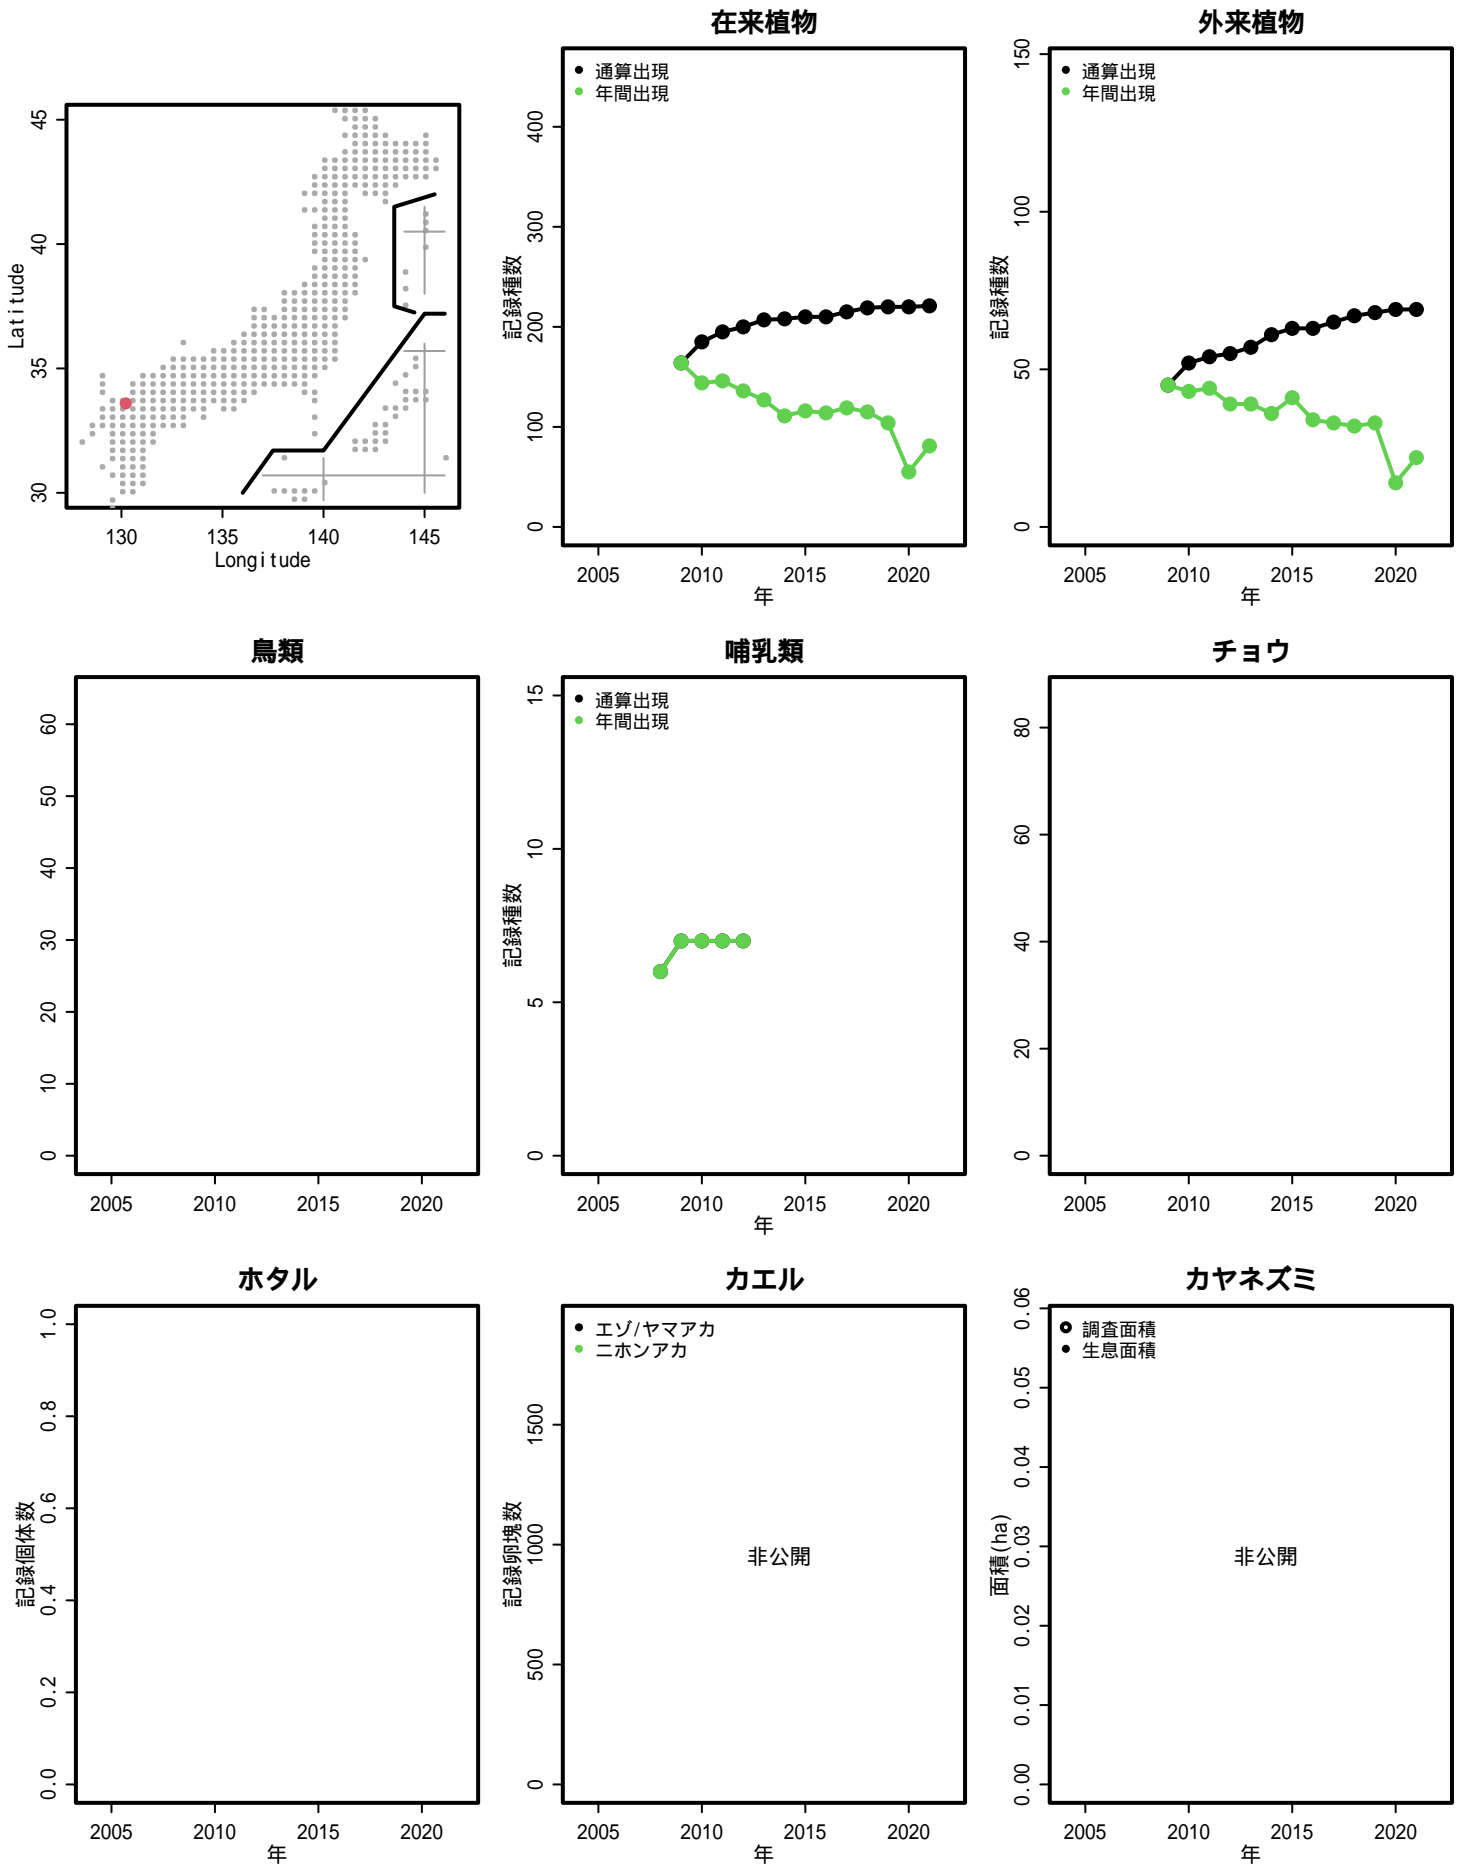 在来植物
外来植物
通算出現
年間出現
通算出現
年間出現
Latitude
45
40
35
30
130
135
140
145
Longitude
記録種数
400
300
200
100
0
2005
2010
2015
2020
年
記録種数
150
100
50
0
2005
2010
2015
2020
年
鳥類
哺乳類
チョウ
60
50
40
30
20
10
0
2005
2010
2015
2020
通算出現
年間出現
記録種数
15
10
5
0
2005
2010
2015
2020
年
80
60
40
20
0
2005
2010
2015
2020
ホタル
カエル
カヤネズミ
記録個体数
1.0
0.8
0.6
0.4
0.2
0.0
2005
2010
2015
2020
年
エゾ/ヤマアカ
ニホンアカ
記録卵塊数
1500
1000
500
0
非公開
2005
2010
2015
2020
年
調査面積
生息面積
面積(ha)
0.06
0.05
0.04
0.03
0.02
0.01
0.00
非公開
2005
2010
2015
2020
年